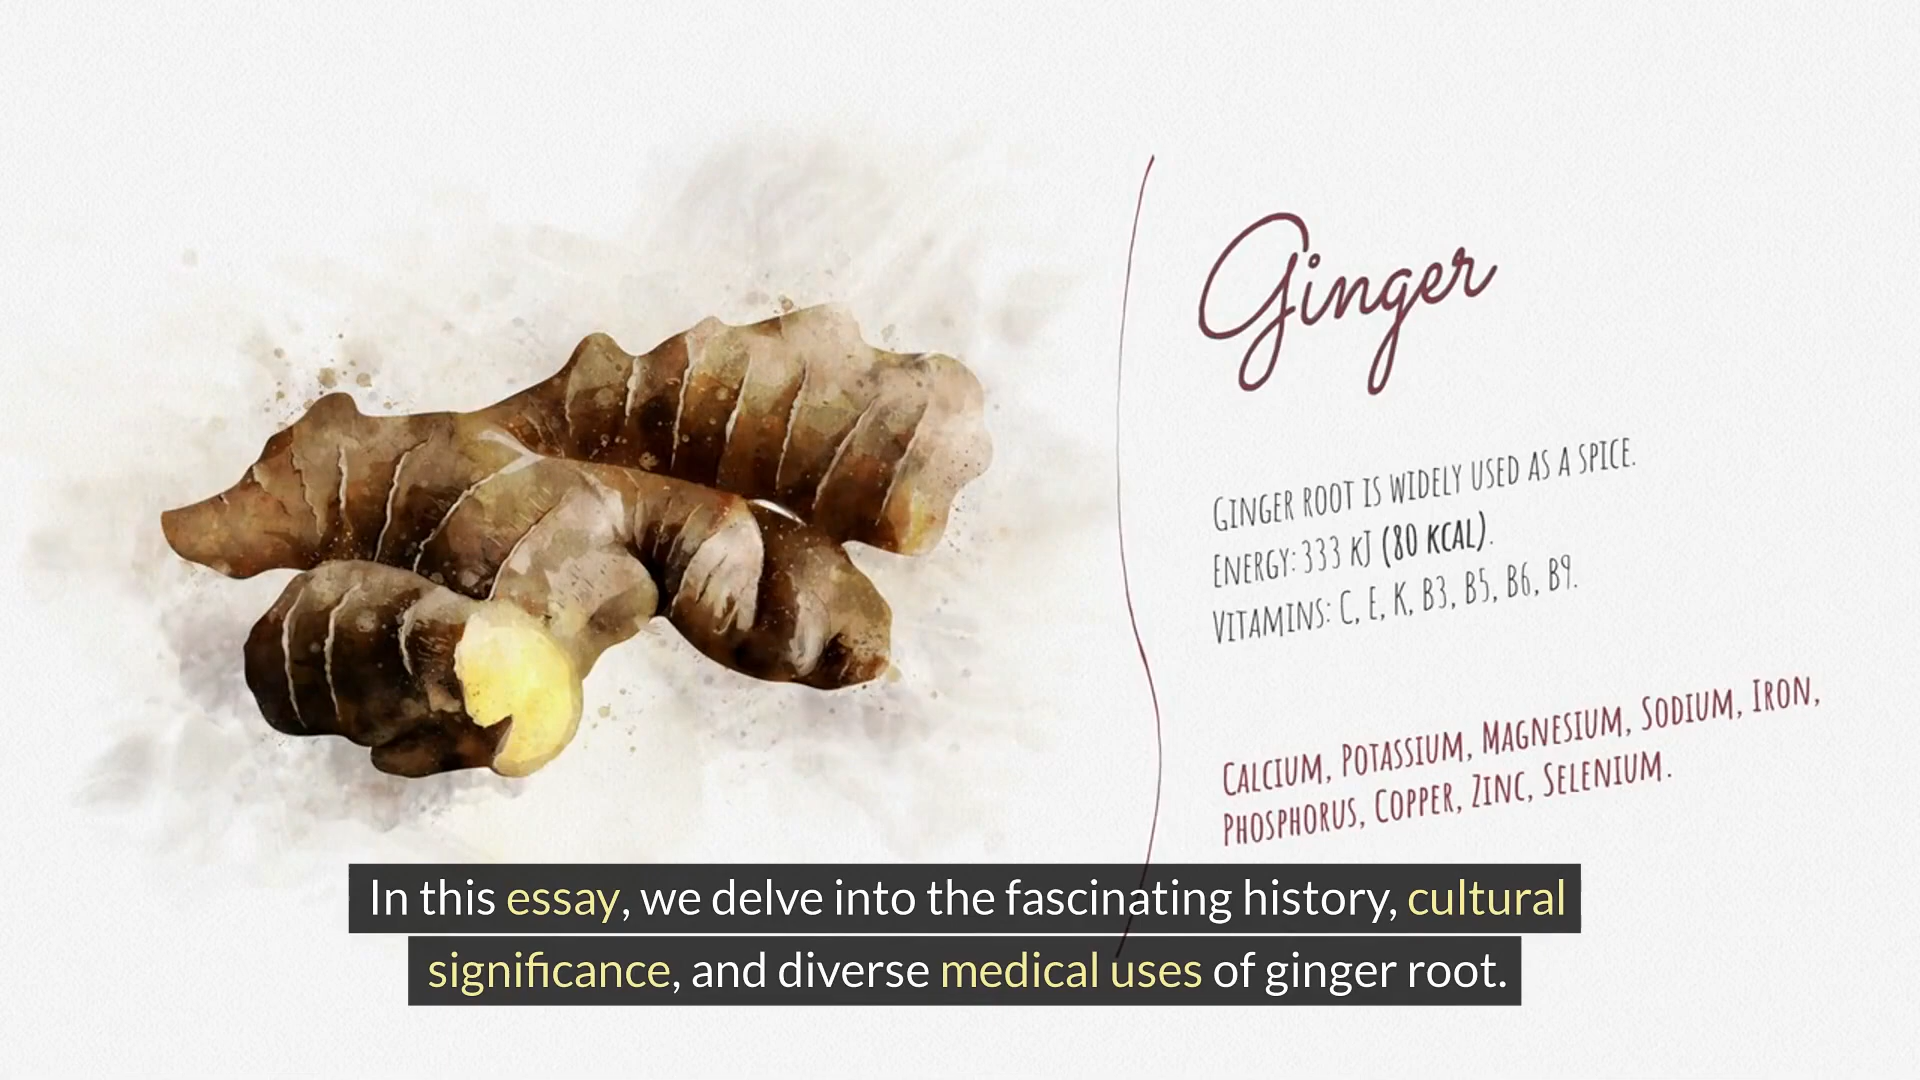 Ginger
GINGER ROOT IS WIDELY USED AS A SPICE.
ENERGY: 333 KJ (80 KCAL).
VITAMINS: C, E, K, B3, B5, B6, B9.
CALCIUM, POTASSIUM, MAGNESIUM, SODIUM, IRON,
PHOSPHORUS, COPPER, ZINC, SELENIUM.
In this essay, we delve into the fascinating history, cultural
significance, and diverse medical uses of ginger root.